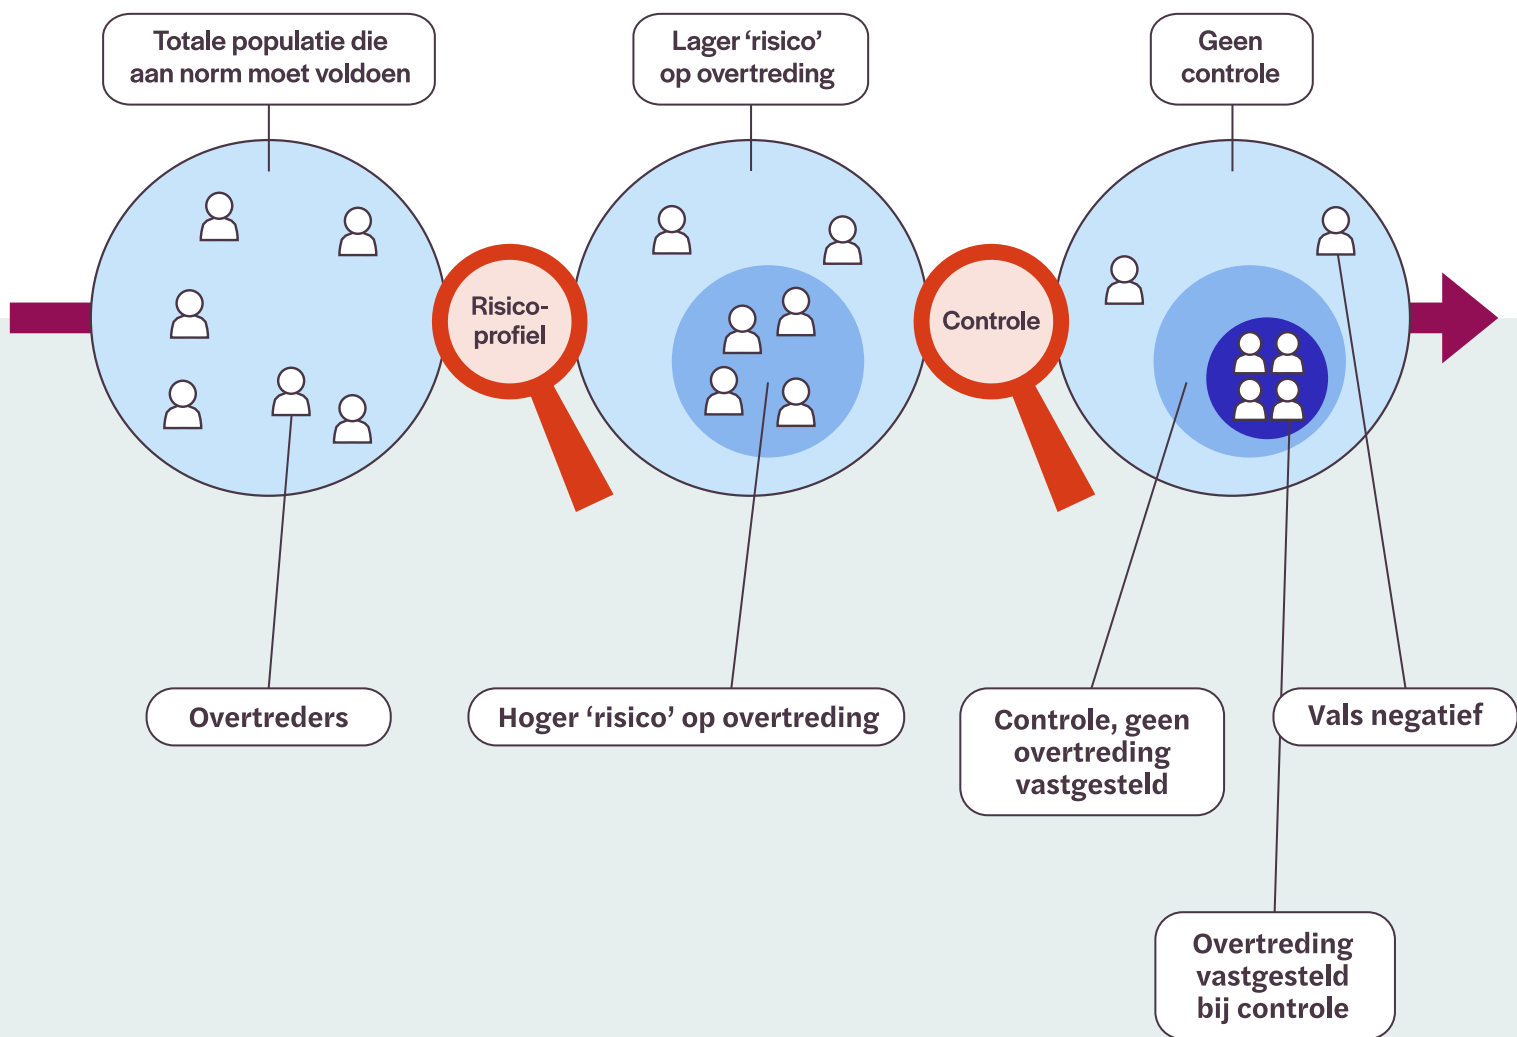 Totale populatie die
aan norm moet voldoen
Lager ‘risico’
op overtreding
Geen
controle
Risico-
profiel
Controle
Overtreders
Hoger ‘risico’ op overtreding
Controle, geen
overtreding
vastgesteld
Vals negatief
Overtreding
vastgesteld
bij controle